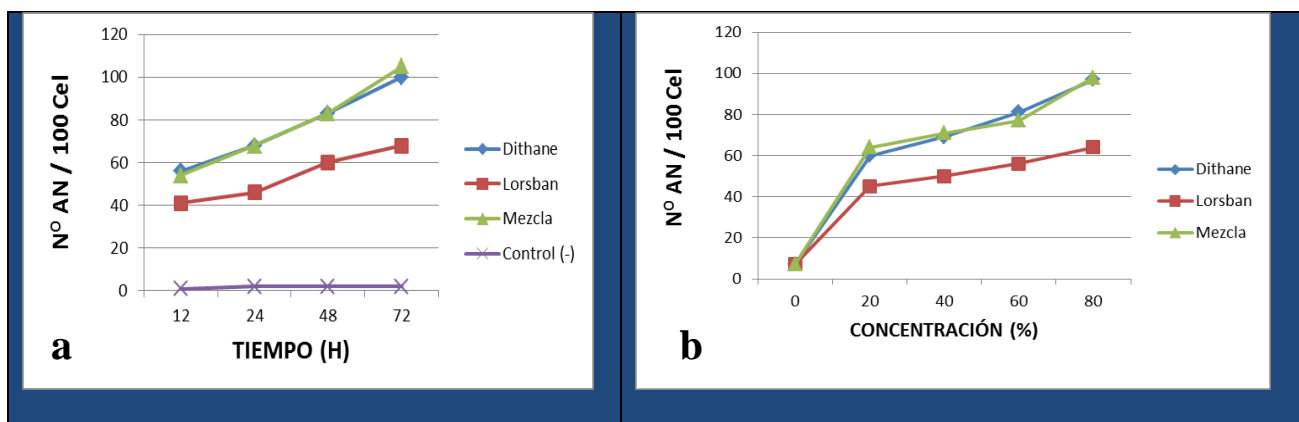 120
100
80
60
40
20
0
Nº AN / 100 Cel
12 24 48 72
TIEMPO (H)
Dithane
Lorsban
Mezcla
Control (-)
a
120
100
80
60
40
20
0
Nº AN / 100 Cel
0 20 40 60 80
CONCENTRACIÓN (%)
Dithane
Lorsban
Mezcla
b